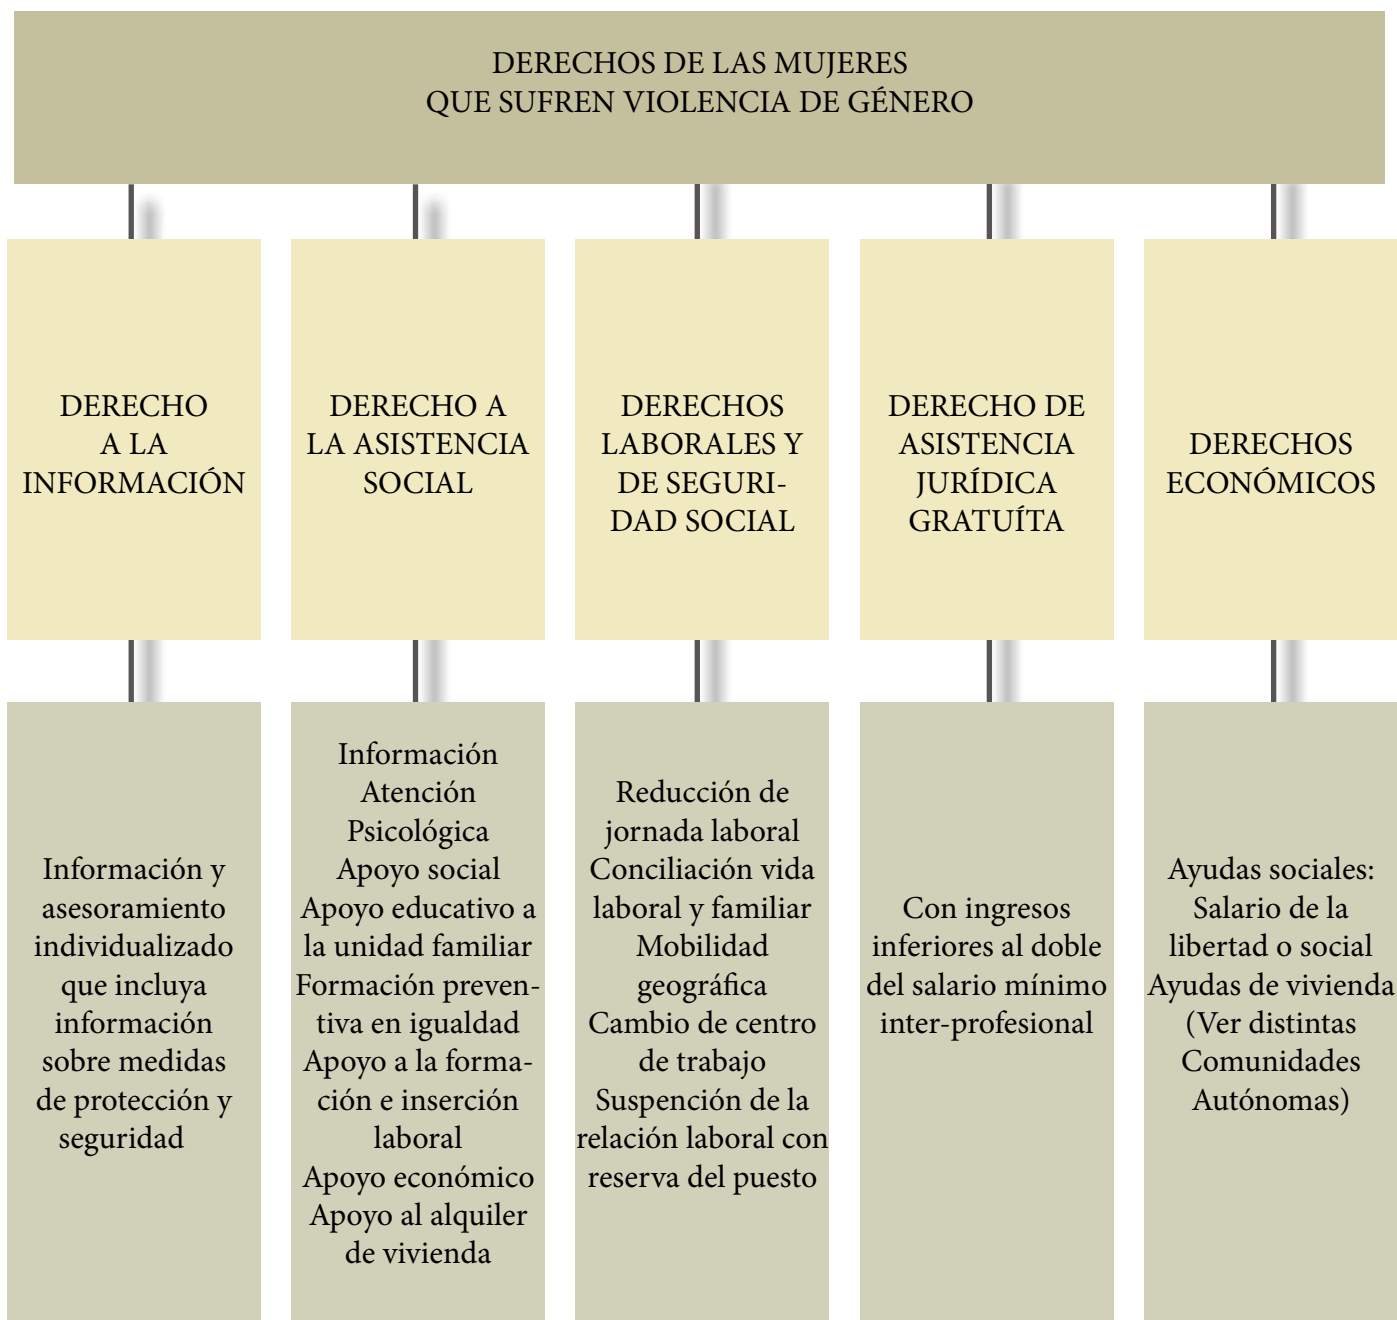 DERECHOS DE LAS MUJERES
QUE SUFREN VIOLENCIA DE GÉNERO
DERECHO
A LA
INFORMACIÓN
DERECHO A
LA ASISTENCIA
SOCIAL
DERECHOS
LABORALES Y
DE SEGURI-
DAD SOCIAL
DERECHO DE
ASISTENCIA
JURÍDICA
GRATUÍTA
DERECHOS
ECONÓMICOS
Información y
asesoramiento
individualizado
que incluya
información
sobre medidas
de protección y
seguridad
Información
Atención
Psicológica
Apoyo social
Apoyo educativo a
la unidad familiar
Formación preven-
tiva en igualdad
Apoyo a la forma-
ción e inserción
laboral
Apoyo económico
Apoyo al alquiler
de vivienda
Reducción de
jornada laboral
Conciliación vida
laboral y familiar
Mobilidad
geográfica
Cambio de centro
de trabajo
Suspención de la
relación laboral con
reserva del puesto
Con ingresos
inferiores al doble
del salario mínimo
inter-profesional
Ayudas sociales:
Salario de la
libertad o social
Ayudas de vivienda
(Ver distintas
Comunidades
Autónomas)